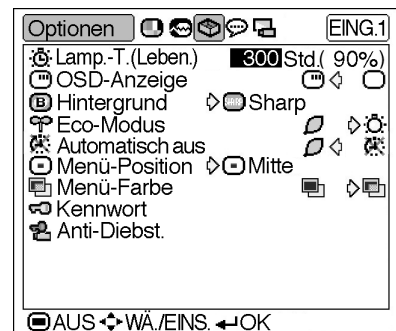 Optionen EING.1
Lamp.-T.(Leben.) 300 Std.( 90%)
OSD-Anzeige
B Hintergrund SHARP Sharp
Eco-Modus
Automatisch aus
Menü-Position Mitte
Menü-Farbe
Kennwort
Anti-Diebst.
AUS WÄ./EINS. OK